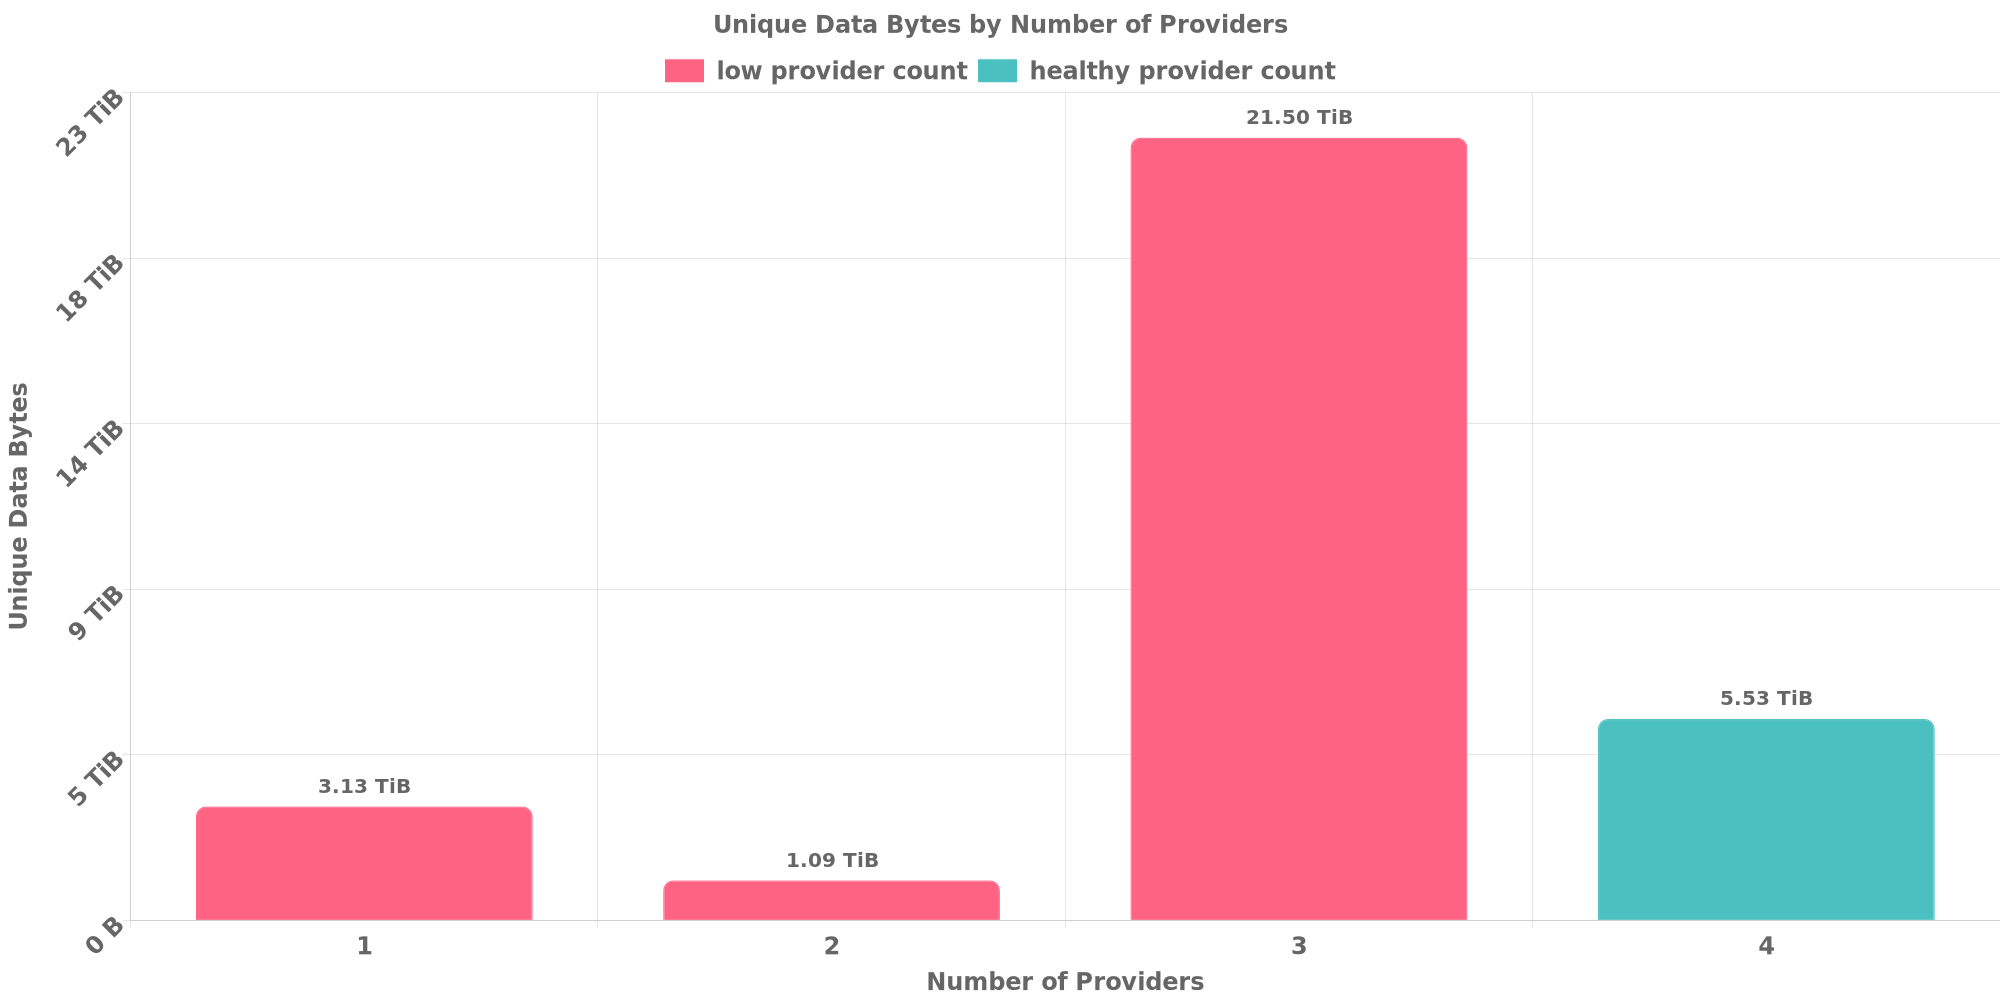 Unique Data Bytes by Number of Providers
low provider count healthy provider count
23 TiB
18 TiB
14 TiB
9 TiB
5 TiB
0 B
Unique Data Bytes
21.50 TiB
5.53 TiB
3.13 TiB
1.09 TiB
1 2 3 4
Number of Providers